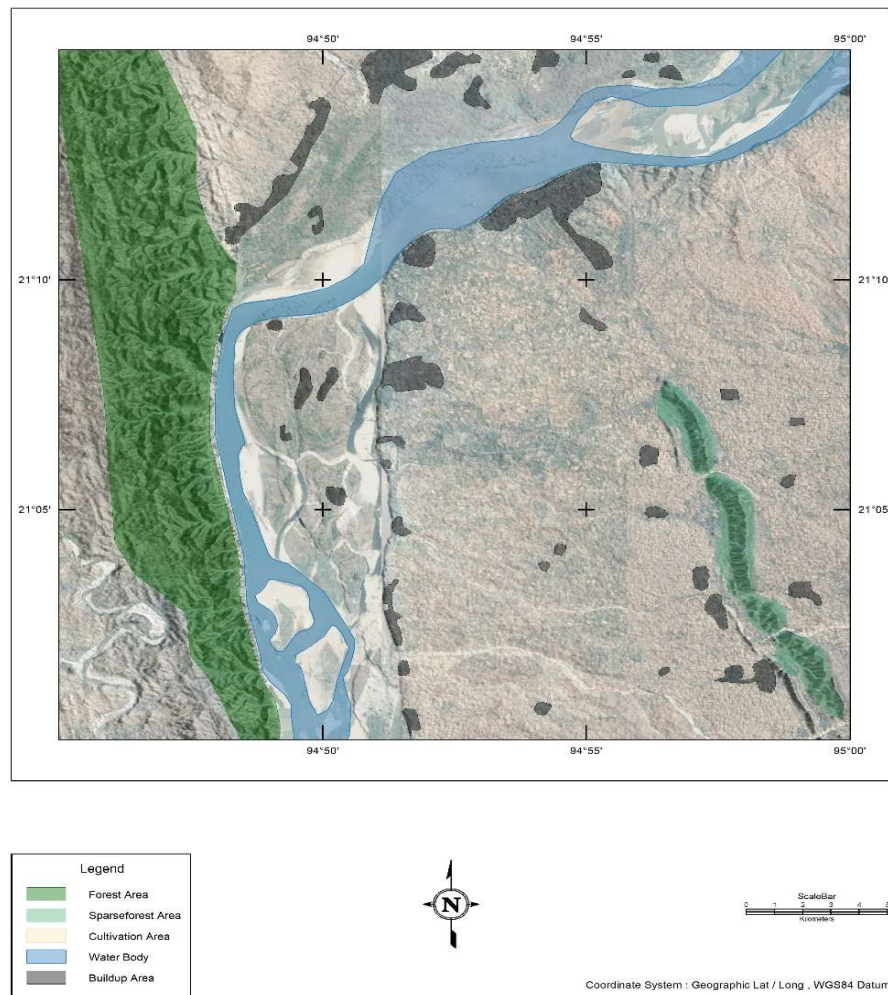 94°50' 94°55' 95°00'
21°10' 21°10'
21°05' 21°05'
94°50' 94°55' 95°00'
Legend
Forest Area
Sparseforest Area
Cultivation Area
Water Body
Buildup Area
N
ScaleBar
0 1 2 3 4 5
Kilometers
Coordinate System : Geographic Lat / Long , WGS84 Datum